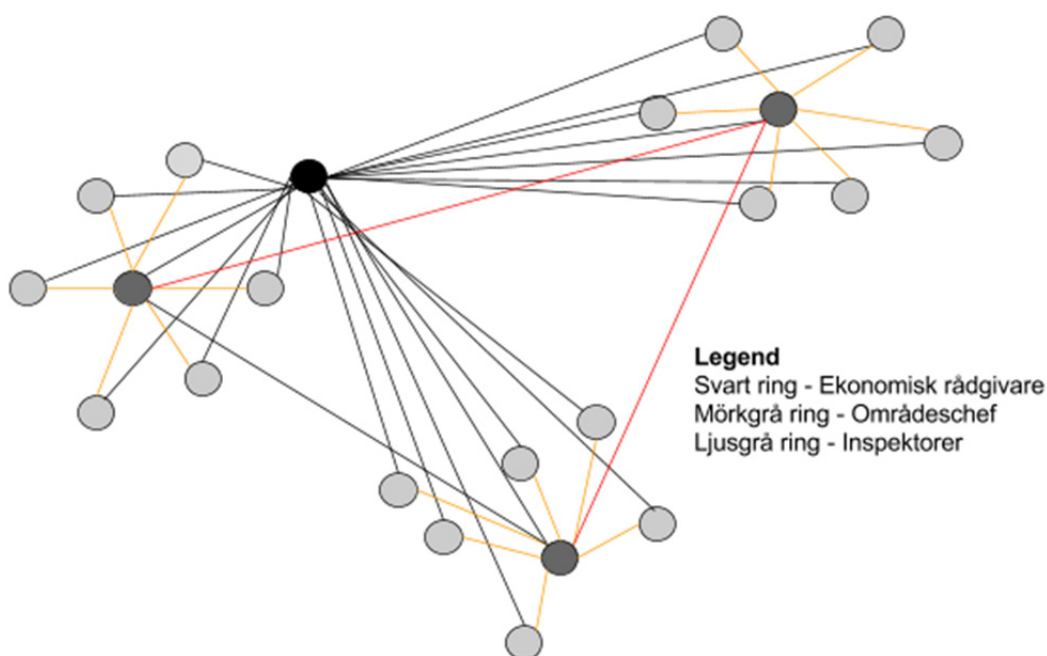 Legend
Svart ring - Ekonomisk rådgivare
Mörkgrå ring - Områdeschef
Ljusgrå ring - Inspektorer